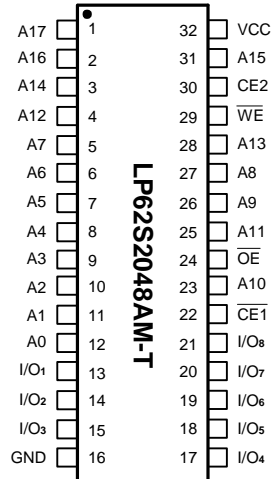 A17 1 32 VCC
A16 2 31 A15
A14 3 30 CE2
A12 4 29 W̅E̅
A7 5 28 A13
A6 6 27 A8
A5 7 26 A9
A4 8 25 A11
A3 9 24 O̅E̅
A2 10 23 A10
A1 11 22 C̅E̅1̅
A0 12 21 I/O₈
I/O₁ 13 20 I/O₇
I/O₂ 14 19 I/O₆
I/O₃ 15 18 I/O₅
GND 16 17 I/O₄
LP62S2048AM-T